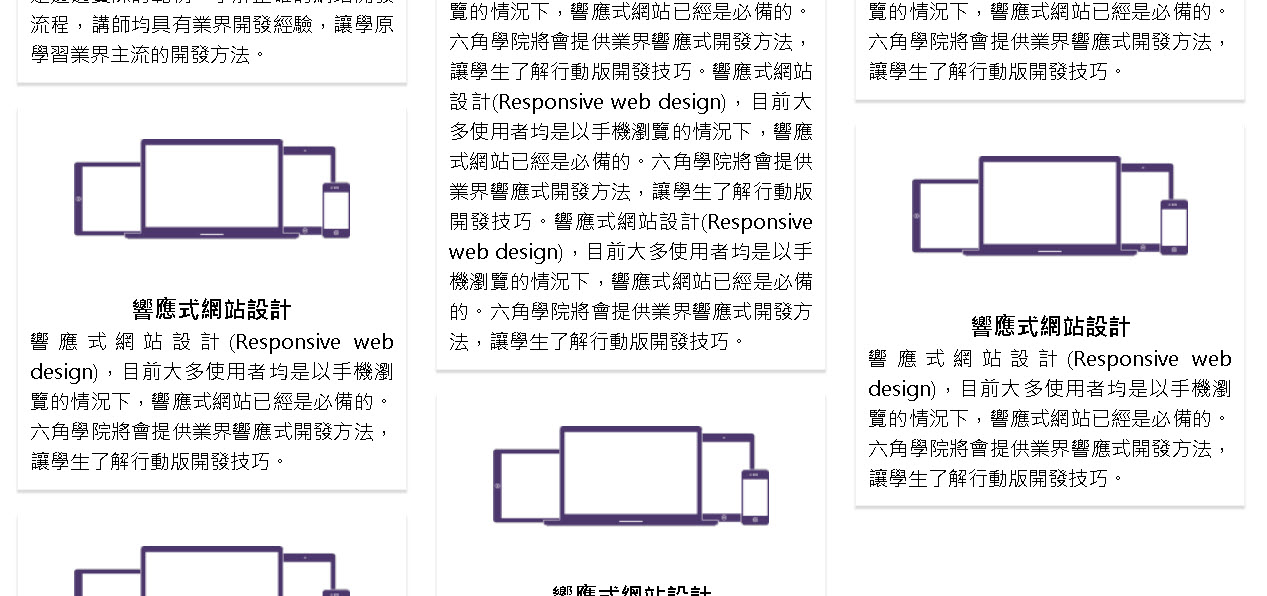 流程，講師均具有業界開發經驗，讓學原
學習業界主流的開發方法。
響應式網站設計
響應式網站設計(Responsive web
design)，目前大多使用者均是以手機瀏
覽的情況下，響應式網站已經是必備的。
六角學院將會提供業界響應式開發方法，
讓學生了解行動版開發技巧。
覽的情況下，響應式網站已經是必備的。
六角學院將會提供業界響應式開發方法，
讓學生了解行動版開發技巧。響應式網站
設計(Responsive web design)，目前大
多使用者均是以手機瀏覽的情況下，響應
式網站已經是必備的。六角學院將會提供
業界響應式開發方法，讓學生了解行動版
開發技巧。響應式網站設計(Responsive
web design)，目前大多使用者均是以手
機瀏覽的情況下，響應式網站已經是必備
的。六角學院將會提供業界響應式開發方
法，讓學生了解行動版開發技巧。
響應式網站設計
覽的情況下，響應式網站已經是必備的。
六角學院將會提供業界響應式開發方法，
讓學生了解行動版開發技巧。
響應式網站設計
響應式網站設計(Responsive web
design)，目前大多使用者均是以手機瀏
覽的情況下，響應式網站已經是必備的。
六角學院將會提供業界響應式開發方法，
讓學生了解行動版開發技巧。